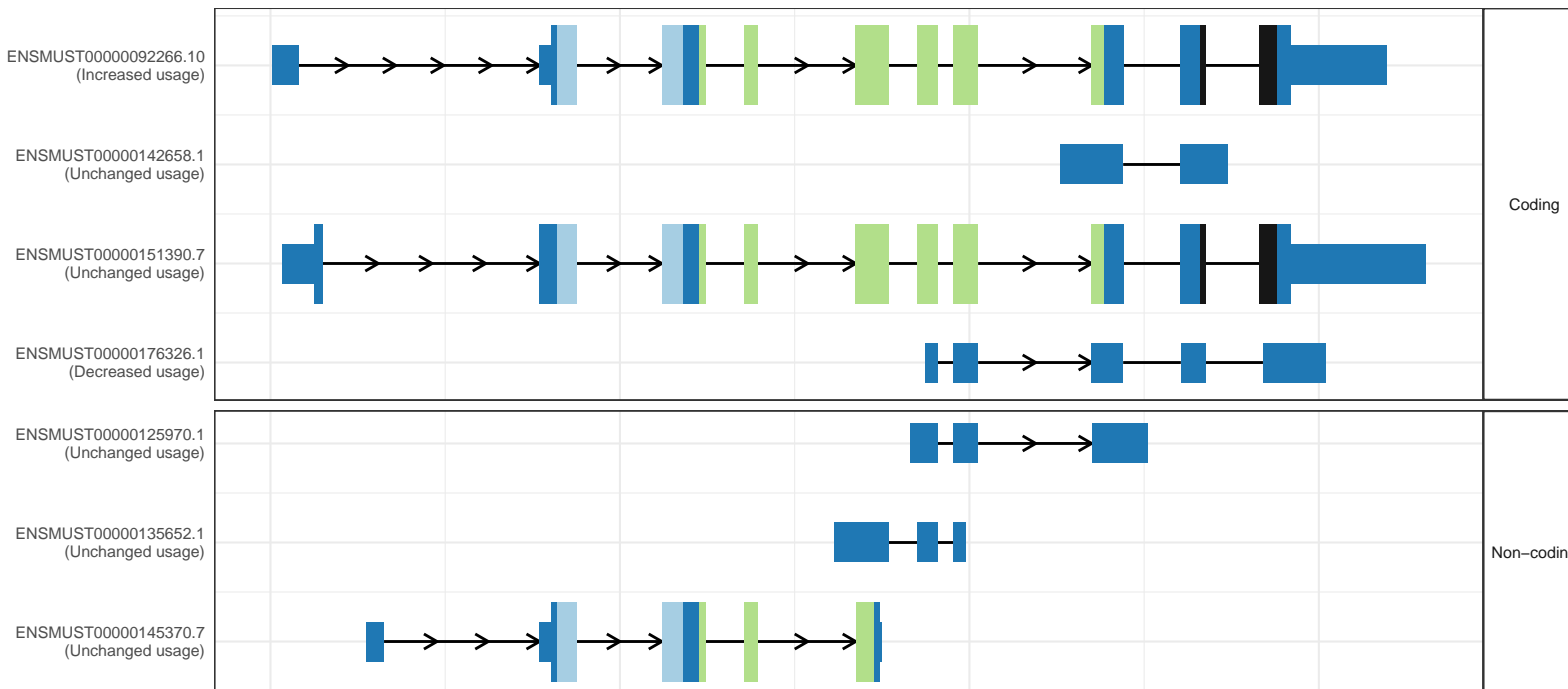 ENSMUST00000092266.10
(Increased usage)
ENSMUST00000142658.1
(Unchanged usage)
ENSMUST00000151390.7
(Unchanged usage)
ENSMUST00000176326.1
(Decreased usage)
Coding
ENSMUST00000125970.1
(Unchanged usage)
ENSMUST00000135652.1
(Unchanged usage)
ENSMUST00000145370.7
(Unchanged usage)
Non−codin